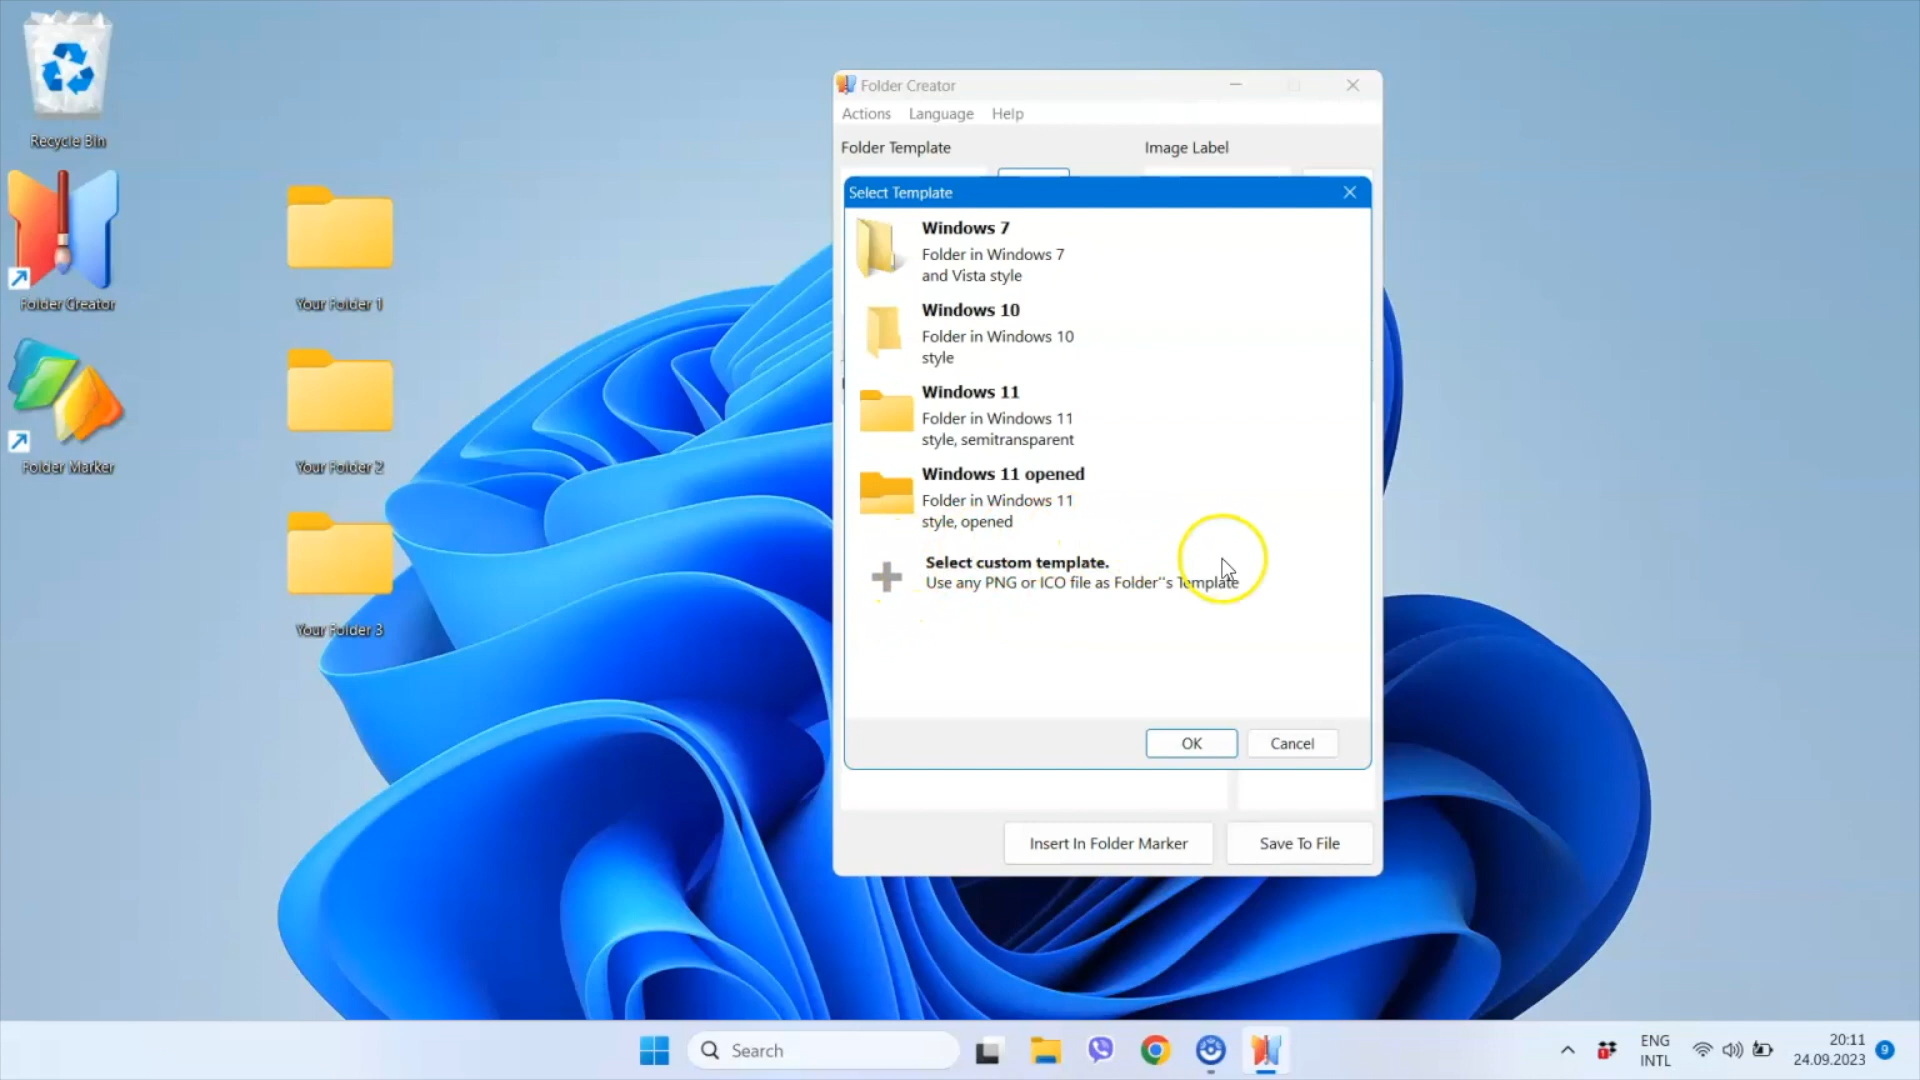 Recycle Bin
Folder Creator
Folder Marker
Your Folder 1
Your Folder 2
Your Folder 3
Folder Creator
Actions Language Help
Folder Template Image Label
Select Template
Windows 7
Folder in Windows 7
and Vista style
Windows 10
Folder in Windows 10
style
Windows 11
Folder in Windows 11
style, semitransparent
Windows 11 opened
Folder in Windows 11
style, opened
Select custom template.
Use any PNG or ICO file as Folder''s Template
OK Cancel
Insert In Folder Marker Save To File
Search
ENG
INTL
20:11
24.09.2023
9